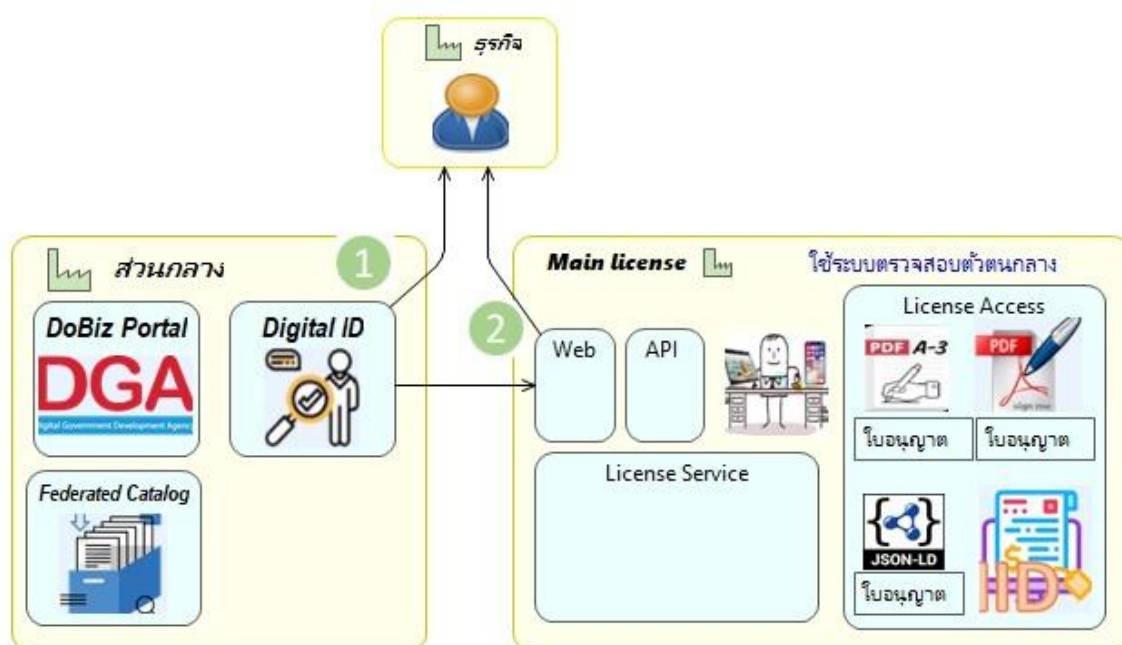 ธุรกิจ
1
ส่วนกลาง
DoBiz Portal
DGA
Digital Government Development Agency
Digital ID
Federated Catalog
2
Main license
ใช้ระบบตรวจสอบตัวตนกลาง
Web
API
License Service
License Access
PDF A-3
ใบอนุญาต
PDF
ใบอนุญาต
JSON-LD
ใบอนุญาต